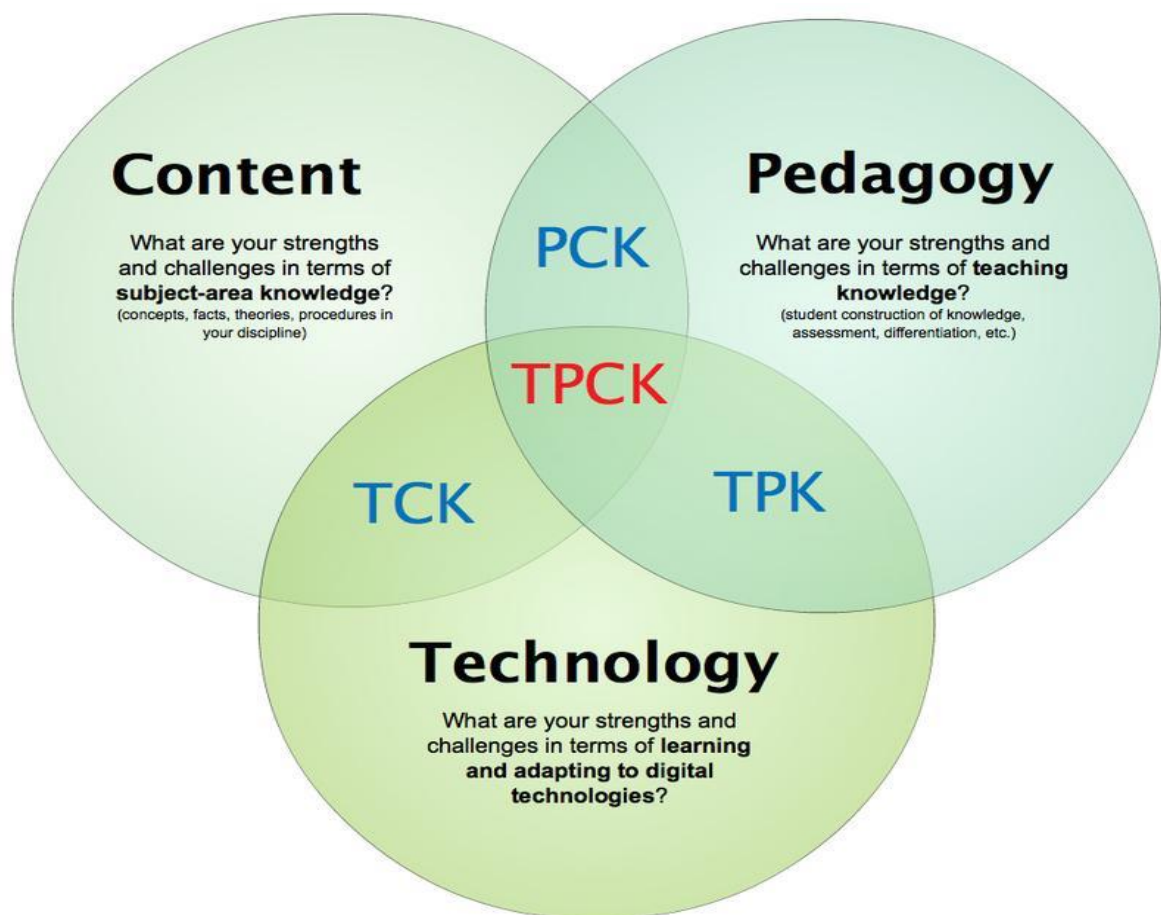 Content
What are your strengths
and challenges in terms of
subject-area knowledge?
(concepts, facts, theories, procedures in
your discipline)
PCK
Pedagogy
What are your strengths and
challenges in terms of teaching
knowledge?
(student construction of knowledge,
assessment, differentiation, etc.)
TPCK
TCK
TPK
Technology
What are your strengths and
challenges in terms of learning
and adapting to digital
technologies?